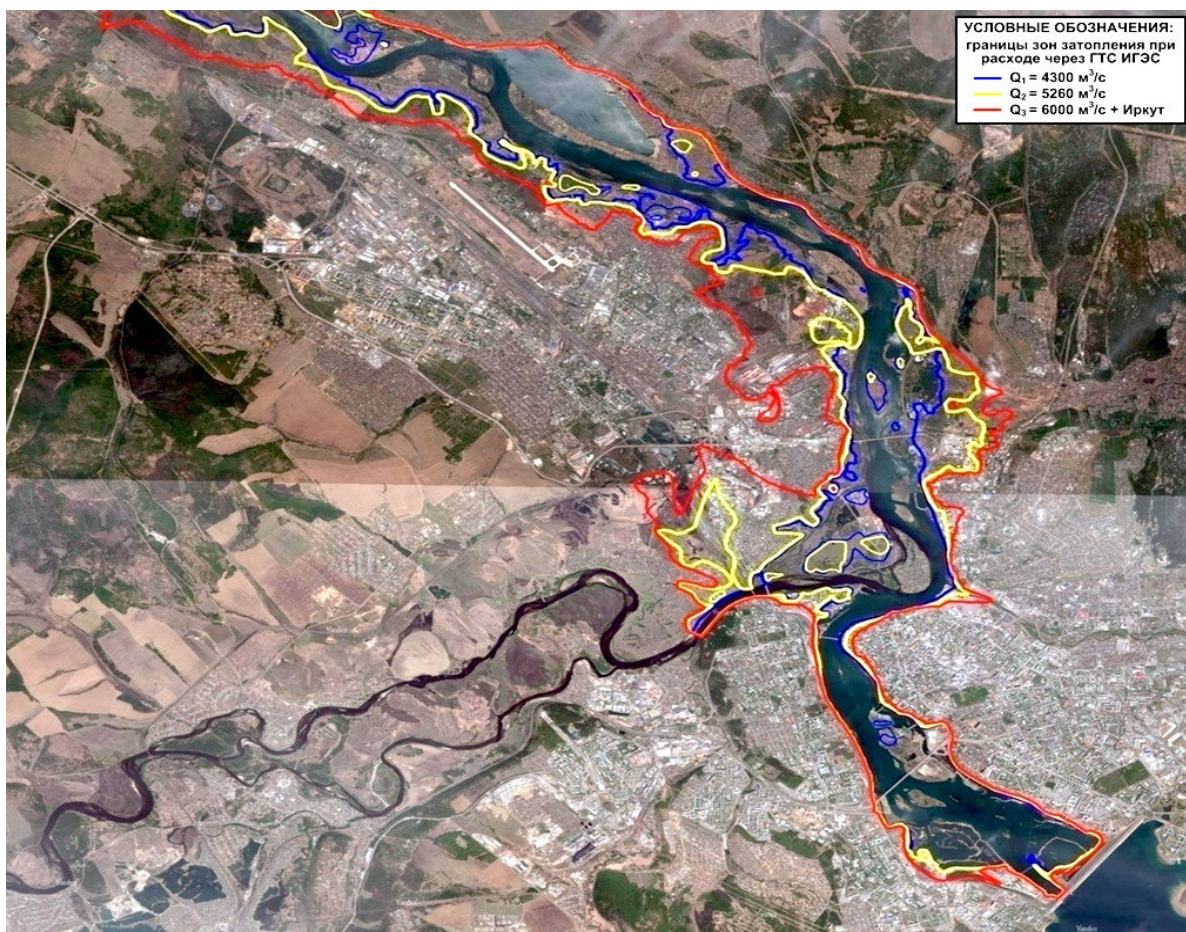 УСЛОВНЫЕ ОБОЗНАЧЕНИЯ:
границы зон затопления при
расходе через ГТС ИГЭС
Q₁ = 4300 м³/с
Q₂ = 5260 м³/с
Q₃ = 6000 м³/с + Иркут
Yandex